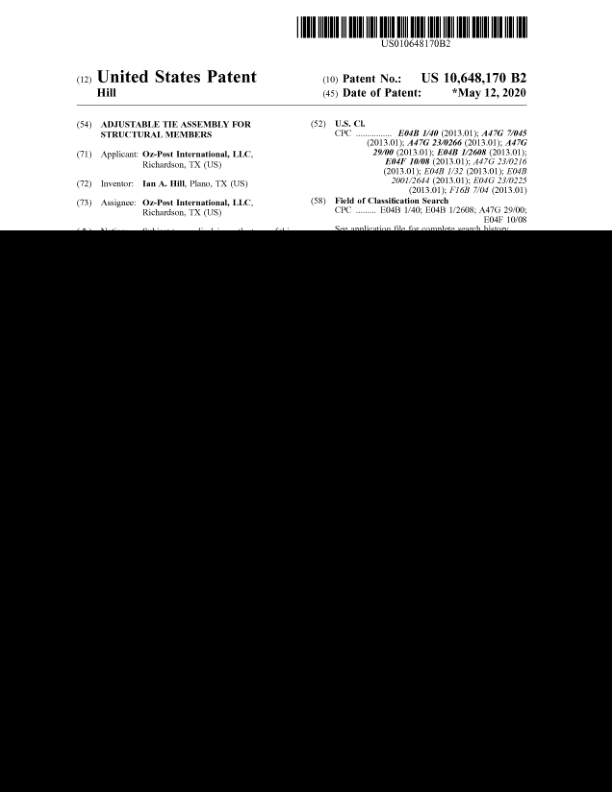 US010648170B2
(12) United States Patent
Hill
(10) Patent No.: US 10,648,170 B2
(45) Date of Patent: *May 12, 2020
(54) ADJUSTABLE TIE ASSEMBLY FOR
STRUCTURAL MEMBERS
(71) Applicant: Oz-Post International, LLC,
Richardson, TX (US)
(72) Inventor: Ian A. Hill, Plano, TX (US)
(73) Assignee: Oz-Post International, LLC,
Richardson, TX (US)
(52) U.S. Cl.
CPC ............... E04B 1/40 (2013.01); A47G 7/045
(2013.01); A47G 23/0266 (2013.01); A47G
29/00 (2013.01); E04B 1/2608 (2013.01);
E04F 10/08 (2013.01); A47G 23/0216
(2013.01); E04B 1/32 (2013.01); E04B
2001/2644 (2013.01); E04G 23/0225
(2013.01); F16B 7/04 (2013.01)
(58) Field of Classification Search
CPC ........ E04B 1/40; E04B 1/2608; A47G 29/00;
E04F 10/08
See application file for complete search history.